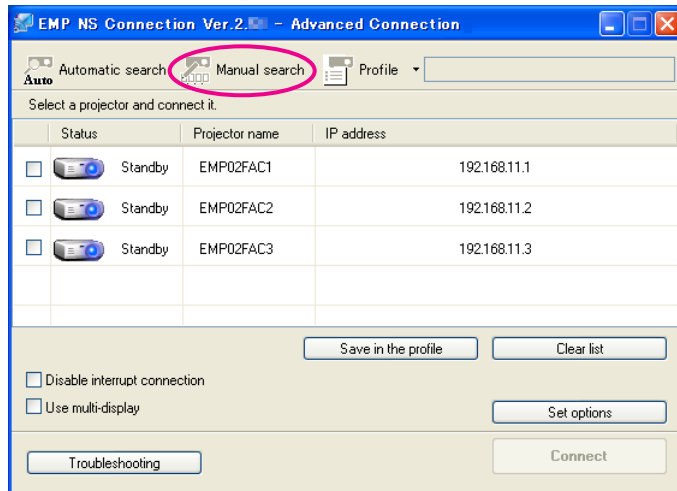 EMP NS Connection Ver.2. - Advanced Connection
Auto Automatic search Manual search Profile
Select a projector and connect it.
Status Projector name IP address
Standby EMP02FAC1 192.168.11.1
Standby EMP02FAC2 192.168.11.2
Standby EMP02FAC3 192.168.11.3
Save in the profile Clear list
Disable interrupt connection
Use multi-display
Set options
Troubleshooting Connect